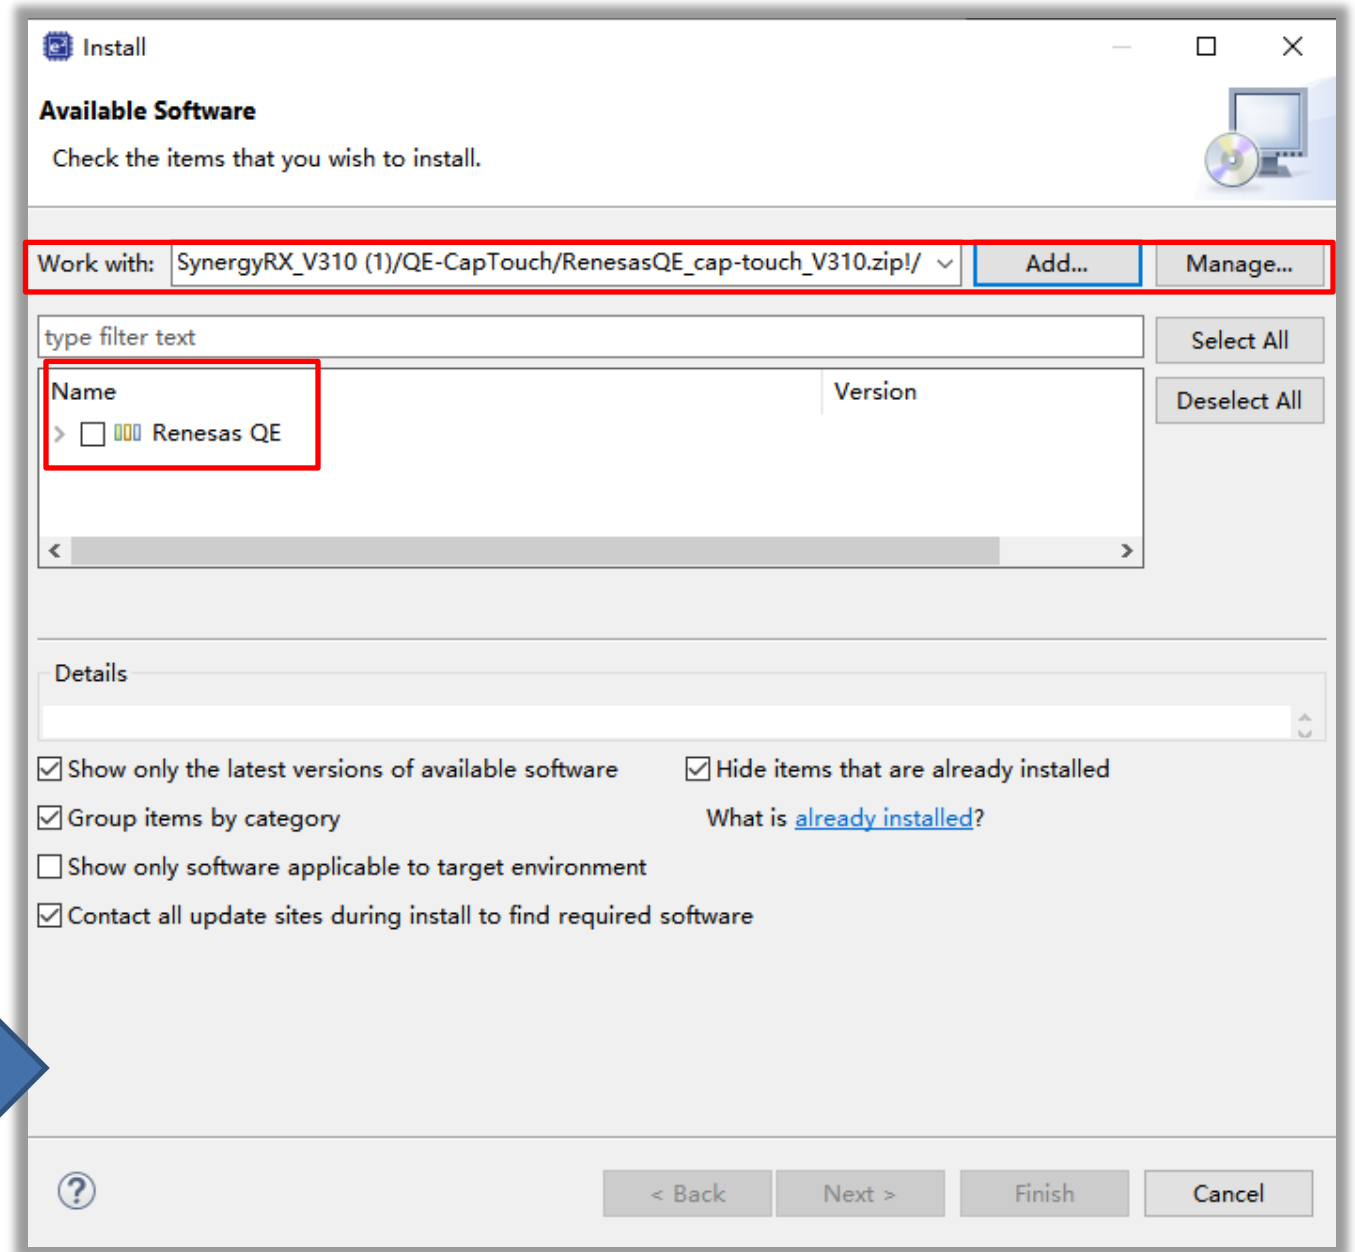 Install
Available Software
Check the items that you wish to install.
Work with: SynergyRX_V310 (1)/QE-CapTouch/RenesasQE_cap-touch_V310.zip!/ Add... Manage...
type filter text Select All
Name Version Deselect All
Renesas QE
Details
Show only the latest versions of available software Hide items that are already installed
Group items by category What is already installed?
Show only software applicable to target environment
Contact all update sites during install to find required software
? < Back Next > Finish Cancel